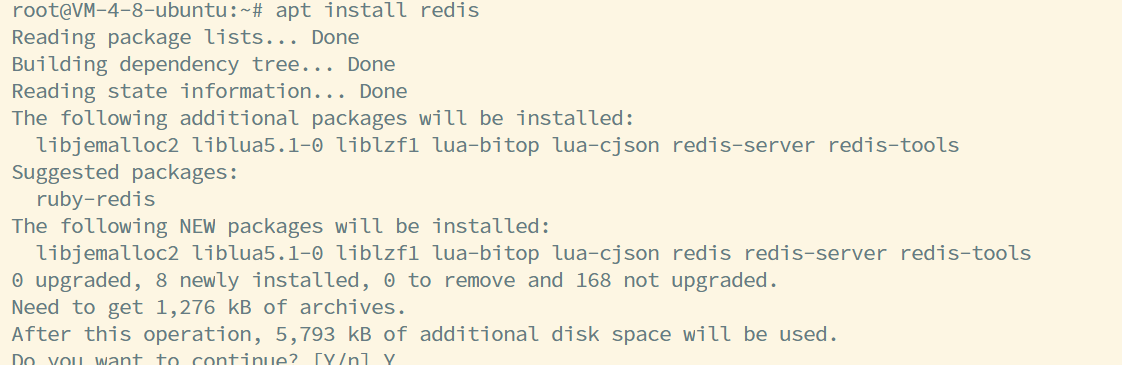 root@VM-4-8-ubuntu:~# apt install redis
Reading package lists... Done
Building dependency tree... Done
Reading state information... Done
The following additional packages will be installed:
  libjemalloc2 liblua5.1-0 liblzf1 lua-bitop lua-cjson redis-server redis-tools
Suggested packages:
  ruby-redis
The following NEW packages will be installed:
  libjemalloc2 liblua5.1-0 liblzf1 lua-bitop lua-cjson redis redis-server redis-tools
0 upgraded, 8 newly installed, 0 to remove and 168 not upgraded.
Need to get 1,276 kB of archives.
After this operation, 5,793 kB of additional disk space will be used.
Do you want to continue? [Y/n] Y